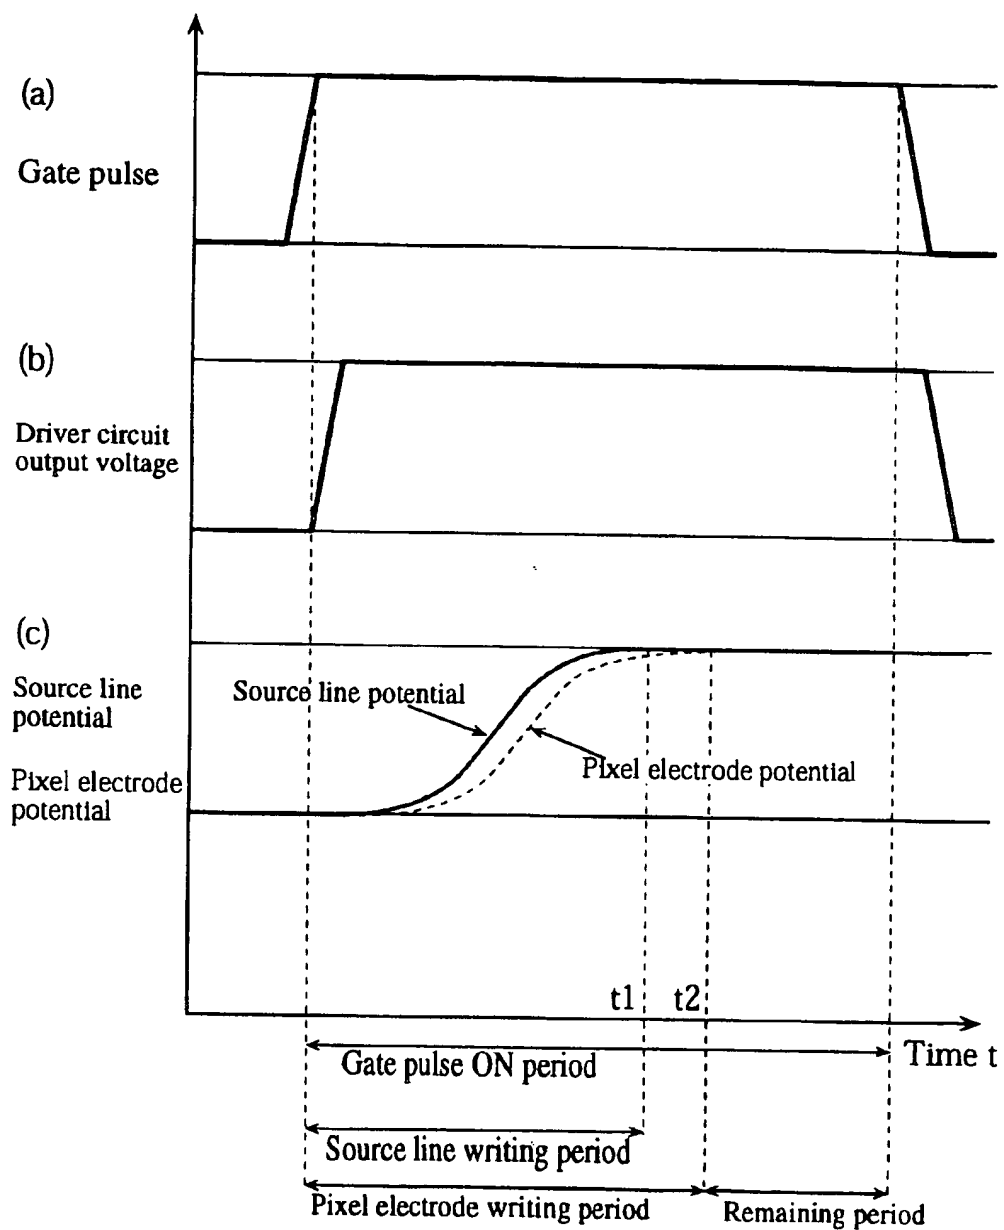 (a)
Gate pulse
(b)
Driver circuit
output voltage
(c)
Source line
potential
Source line potential
Pixel electrode potential
Pixel electrode
potential
t1
t2
Time t
Gate pulse ON period
Source line writing period
Pixel electrode writing period
Remaining period